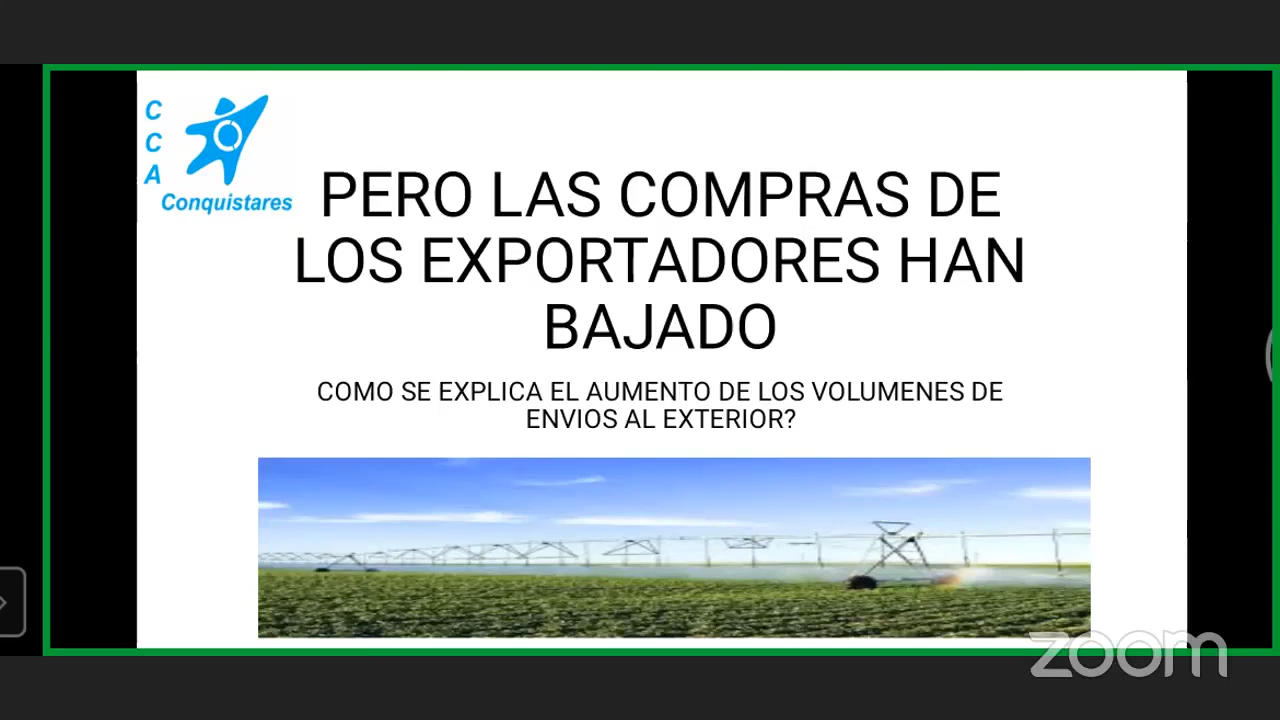 C
C
A
Conquistares
PERO LAS COMPRAS DE
LOS EXPORTADORES HAN
BAJADO
COMO SE EXPLICA EL AUMENTO DE LOS VOLUMENES DE
ENVIOS AL EXTERIOR?
zoom